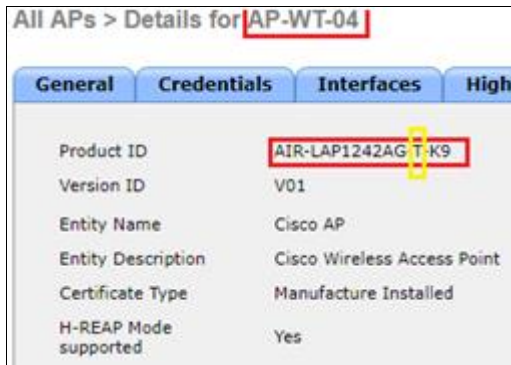 All APs > Details for AP-WT-04
General Credentials Interfaces High
Product ID AIR-LAP1242AG-T-K9
Version ID V01
Entity Name Cisco AP
Entity Description Cisco Wireless Access Point
Certificate Type Manufacture Installed
H-REAP Mode
supported Yes